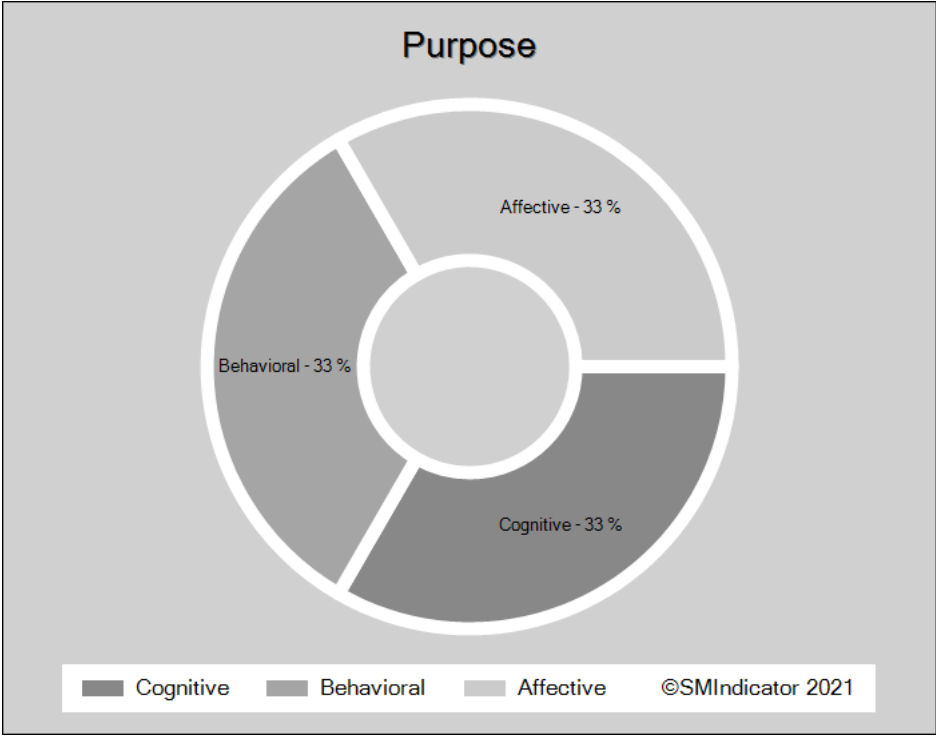 Purpose
Affective - 33 %
Behavioral - 33 %
Cognitive - 33 %
Cognitive Behavioral Affective ©SMIndicator 2021